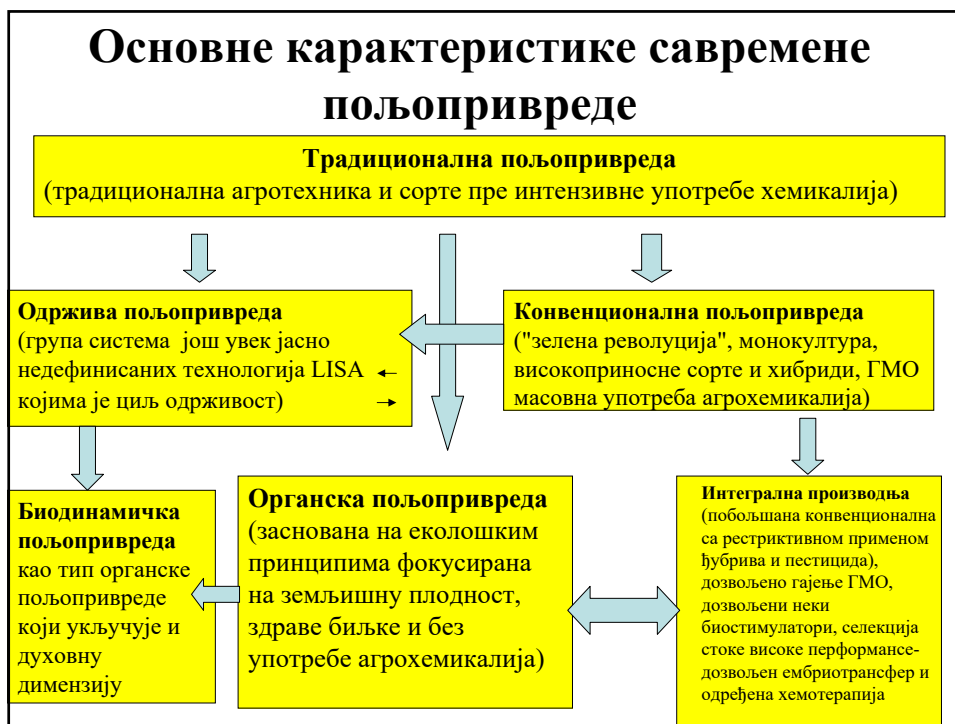 Основне карактеристике савремене
пољопривреде
Традиционална пољопривреда
(традиционална агротехника и сорте пре интензивне употребе хемикалија)
Одржива пољопривреда
(група система још увек јасно
недефинисаних технологија LISA
којима је циљ одрживост)
Конвенционална пољопривреда
("зелена револуција", монокултура,
високоприносне сорте и хибриди, ГМО
масовна употреба агрохемикалија)
Биодинамичка
пољопривреда
као тип органске
пољопривреде
који укључује и
духовну
димензију
Органска пољопривреда
(заснована на еколошким
принципима фокусирана
на земљишну плодност,
здраве биљке и без
употребе агрохемикалија)
Интегрална производња
(побољшана конвенционална
са рестриктивном применом
ђубрива и пестицида),
дозвољено гајење ГМО,
дозвољени неки
биостимулатори, селекција
стоке високе перформансе-
дозвољен ембриотрансфер и
одређена хемотерапија